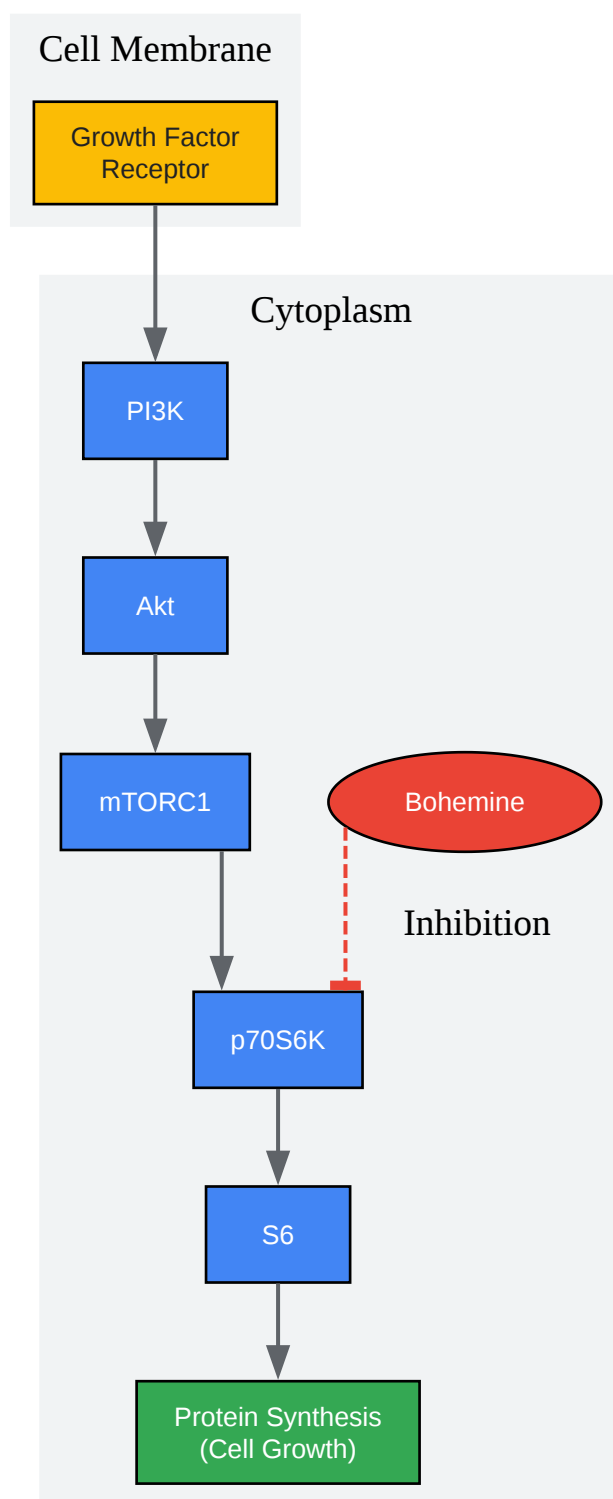 Cell Membrane
Growth Factor
Receptor
Cytoplasm
PI3K
Akt
mTORC1
Bohemine
Inhibition
p70S6K
S6
Protein Synthesis
(Cell Growth)